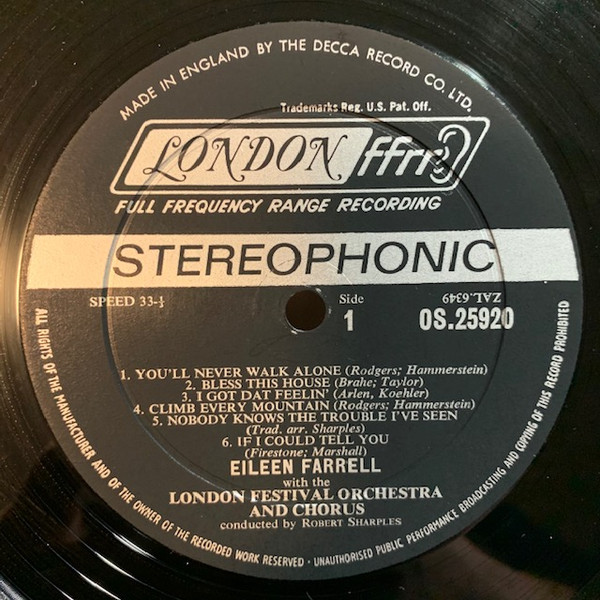 MADE IN ENGLAND BY THE DECCA RECORD CO. LTD.
Trademarks Reg. U.S. Pat. Off.
LONDON ffrr
FULL FREQUENCY RANGE RECORDING
STEREOPHONIC
SPEED 33-⅓
Side
1
ZAL.6349
OS.25920
1. YOU'LL NEVER WALK ALONE (Rodgers; Hammerstein)
2. BLESS THIS HOUSE (Brahe; Taylor)
3. I GOT DAT FEELIN' (Arlen, Koehler)
4. CLIMB EVERY MOUNTAIN (Rodgers; Hammerstein)
5. NOBODY KNOWS THE TROUBLE I'VE SEEN
(Trad. arr. Sharples)
6. IF I COULD TELL YOU
(Firestone; Marshall)
EILEEN FARRELL
with the
LONDON FESTIVAL ORCHESTRA
AND CHORUS
conducted by ROBERT SHARPLES
ALL RIGHTS OF THE MANUFACTURER AND OF THE OWNER OF THE RECORDED WORK RESERVED · UNAUTHORISED PUBLIC PERFORMANCE BROADCASTING AND COPYING OF THIS RECORD PROHIBITED